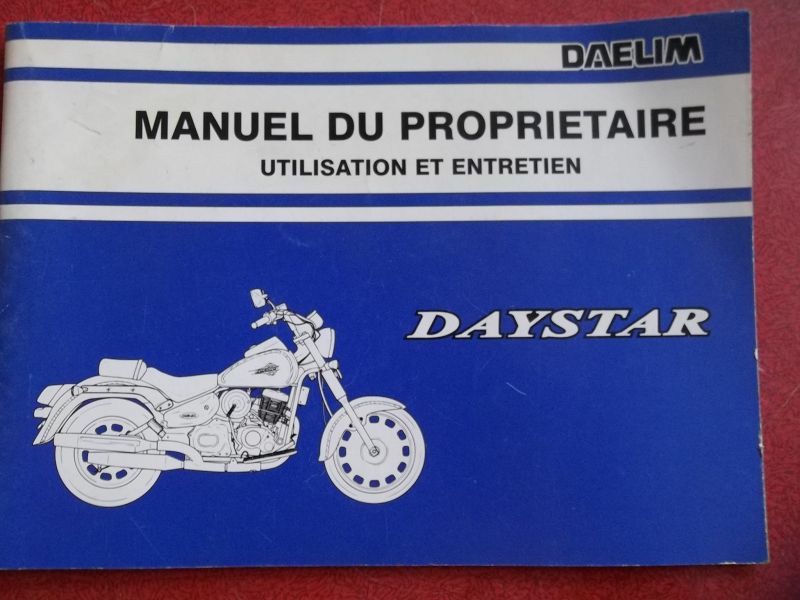 DAELIM
MANUEL DU PROPRIETAIRE
UTILISATION ET ENTRETIEN
DAYSTAR